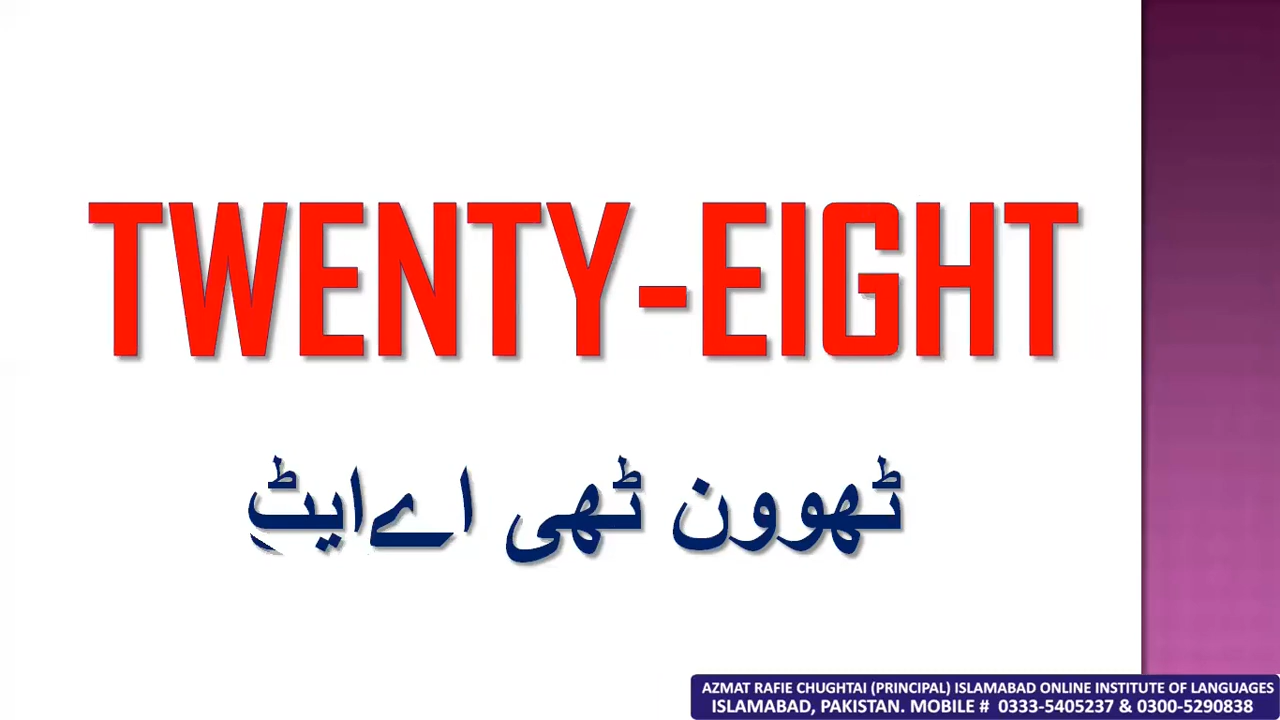 TWENTY-EIGHT
ٹھوون ٹھی اےایٹِ
AZMAT RAFIE CHUGHTAI (PRINCIPAL) ISLAMABAD ONLINE INSTITUTE OF LANGUAGES
ISLAMABAD, PAKISTAN. MOBILE # 0333-5405237 & 0300-5290838